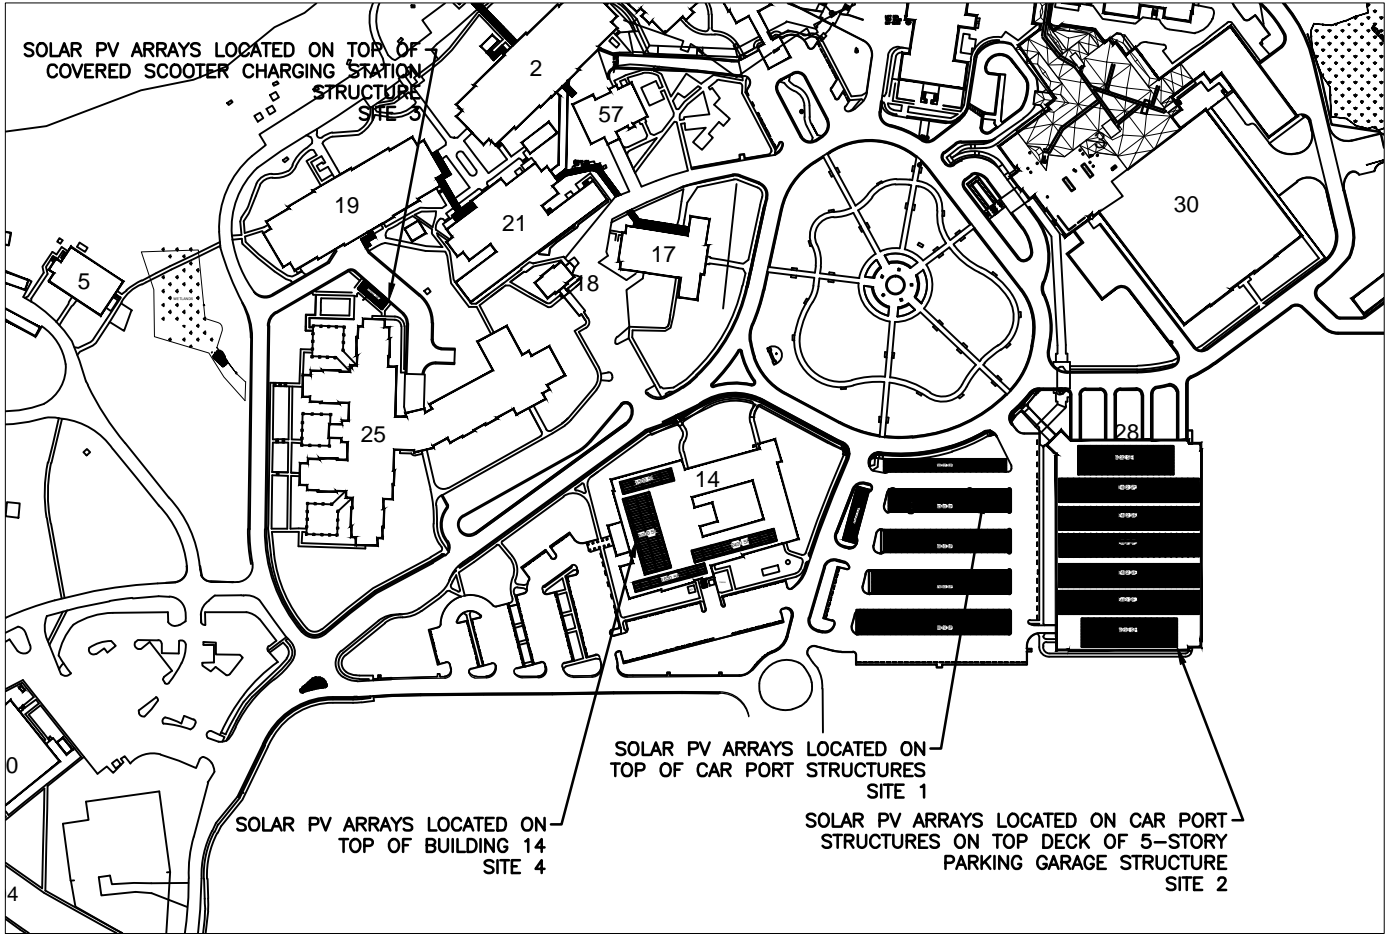 SOLAR PV ARRAYS LOCATED ON TOP OF
COVERED SCOOTER CHARGING STATION
STRUCTURE
SITE 3
2
57
19
21
30
17
5
18
25
28
14
SOLAR PV ARRAYS LOCATED ON
TOP OF CAR PORT STRUCTURES
SITE 1
0
SOLAR PV ARRAYS LOCATED ON
TOP OF BUILDING 14
SITE 4
SOLAR PV ARRAYS LOCATED ON CAR PORT
STRUCTURES ON TOP DECK OF 5-STORY
PARKING GARAGE STRUCTURE
SITE 2
4